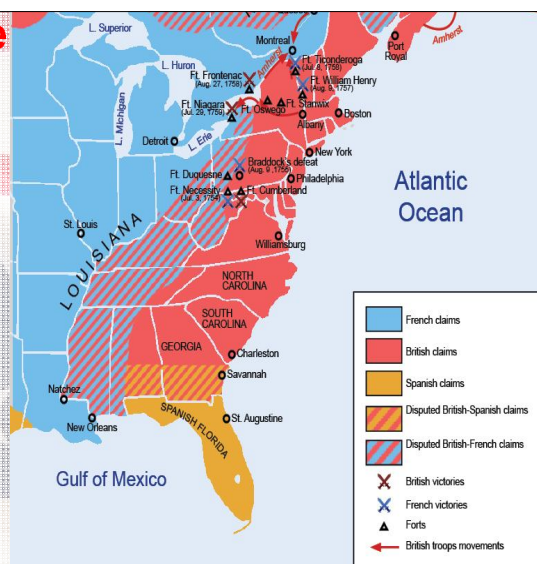 e
L. Superior
Montreal
Port
Royal
Amherst
L. Huron
Amherst
Ft. Ticonderoga
(Jul. 8, 1758)
Ft. Frontenac
(Aug. 27, 1758)
Ft. William Henry
(Aug. 9, 1757)
L. Michigan
Ft. Niagara
(Jul. 29, 1759)
Ft. Oswego
Ft. Stanwix
Boston
Albany
Detroit
L. Erie
New York
Braddock's defeat
(Aug. 9, 1755)
Ft. Duquesne
Philadelphia
Ft. Necessity
(Jul. 3, 1754)
Ft. Cumberland
Atlantic
Ocean
St. Louis
LOUISIANA
Williamsburg
NORTH
CAROLINA
SOUTH
CAROLINA
GEORGIA
Charleston
Savannah
Natchez
New Orleans
SPANISH FLORIDA
St. Augustine
Gulf of Mexico
French claims
British claims
Spanish claims
Disputed British-Spanish claims
Disputed British-French claims
British victories
French victories
Forts
British troops movements